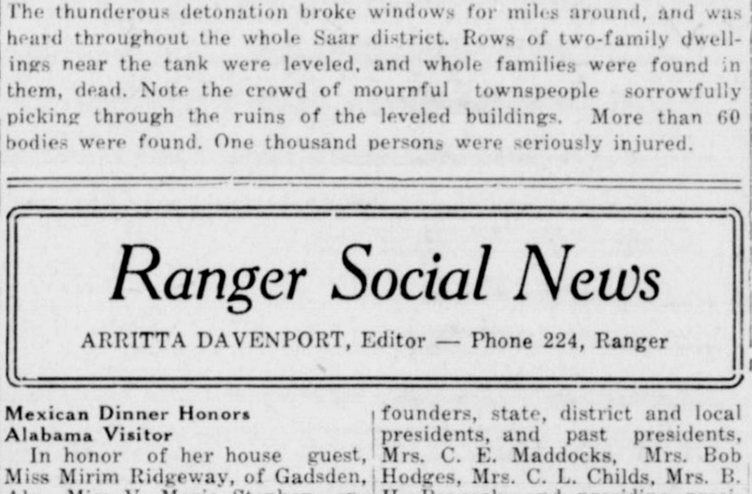 The thunderous detonation broke windows for miles around, and was
heard throughout the whole Saar district. Rows of two-family dwell-
ings near the tank were leveled, and whole families were found in
them, dead. Note the crowd of mournful townspeople sorrowfully
picking through the ruins of the leveled buildings. More than 60
bodies were found. One thousand persons were seriously injured.
Ranger Social News
ARRITTA DAVENPORT, Editor — Phone 224, Ranger
Mexican Dinner Honors
Alabama Visitor
In honor of her house guest,
Miss Mirim Ridgeway, of Gadsden,
founders, state, district and local
presidents, and past presidents,
Mrs. C. E. Maddocks, Mrs. Bob
Hodges, Mrs. C. L. Childs, Mrs. B.